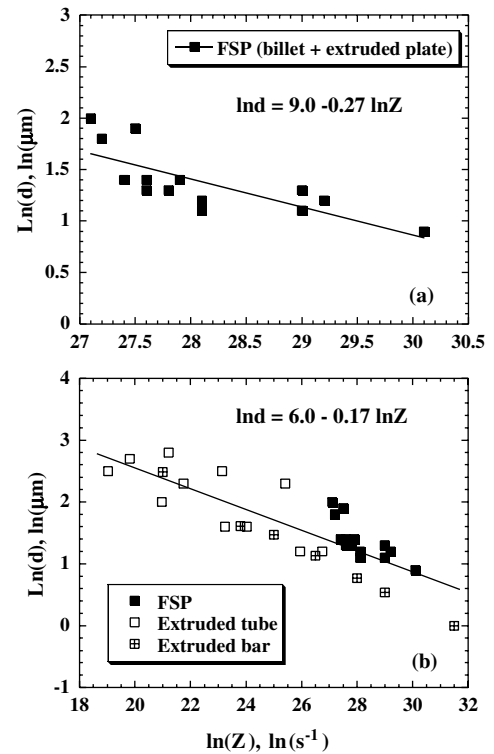 FSP (billet + extruded plate)
lnd = 9.0 -0.27 lnZ
Ln(d), ln(μm)
3
2.5
2
1.5
1
0.5
0
(a)
27 27.5 28 28.5 29 29.5 30 30.5
lnd = 6.0 - 0.17 lnZ
Ln(d), ln(μm)
4
3
2
1
0
-1
FSP
Extruded tube
Extruded bar
(b)
18 20 22 24 26 28 30 32
ln(Z), ln(s⁻¹)